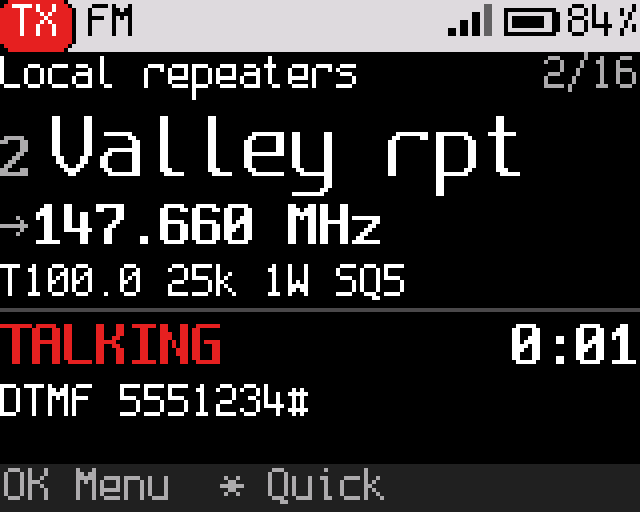 TX FM 84%
Local repeaters 2/16
2 Valley rpt
→147.660 MHz
T100.0 25k 1W SQ5
TALKING 0:01
DTMF 5551234#
OK Menu * Quick